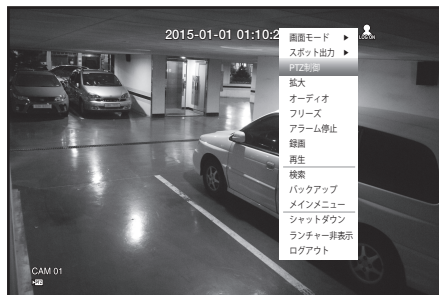 2015-01-01 01:10:2
LOG ON
画面モード ▶
スポット出力 ▶
PTZ制御
拡大
オーディオ
フリーズ
アラーム停止
録画
再生
検索
バックアップ
メインメニュー
シャットダウン
ランチャー非表示
ログアウト
CAM 01